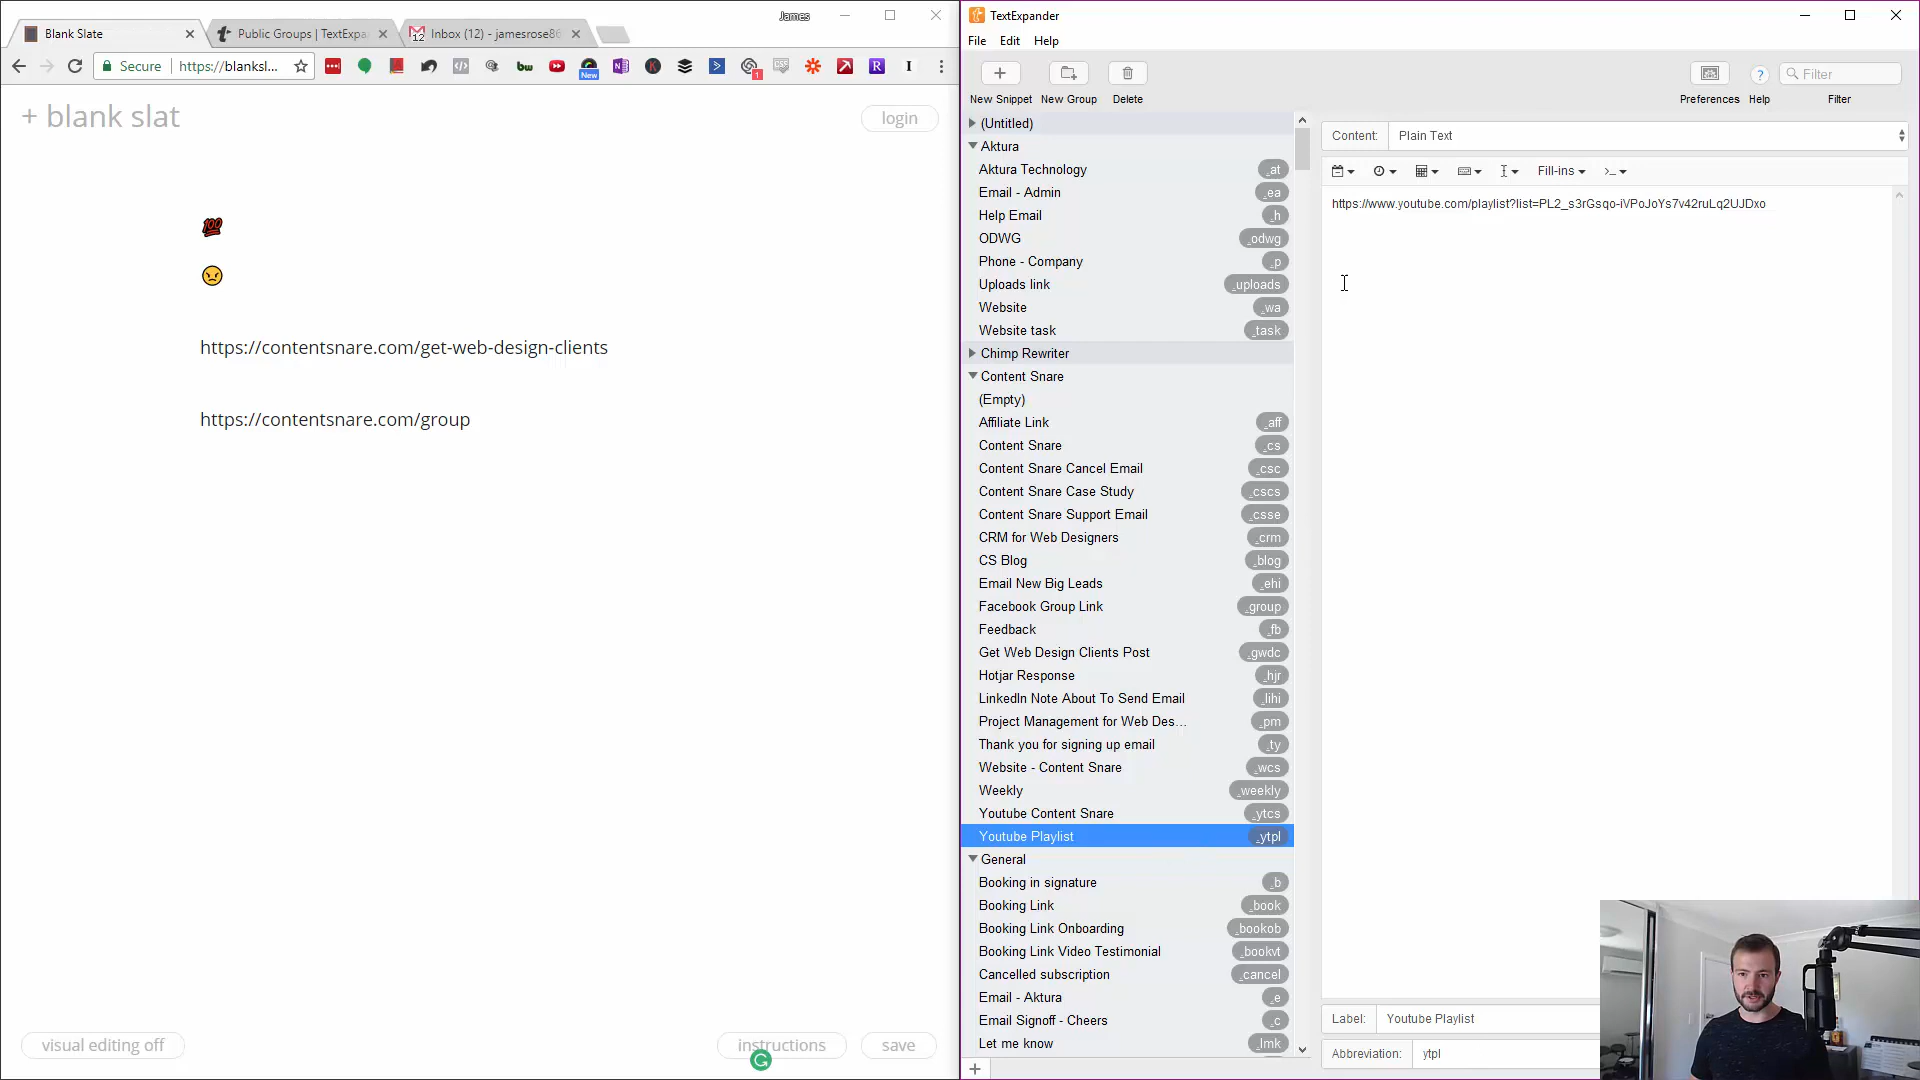 James
Blank Slate
Public Groups | TextExpa
12
Inbox (12) - jamesrose86
Secure
https://blanksl...
bw
New
1
CSS
R
I
+ blank slat
login
https://contentsnare.com/get-web-design-clients
https://contentsnare.com/group
visual editing off
instructions
save
TextExpander
File Edit Help
New Snippet
New Group
Delete
Preferences
Help
Filter
Filter
(Untitled)
Aktura
Aktura Technology _at
Email - Admin _ea
Help Email _h
ODWG _odwg
Phone - Company _p
Uploads link _uploads
Website _wa
Website task _task
Chimp Rewriter
Content Snare
(Empty)
Affiliate Link _aff
Content Snare _cs
Content Snare Cancel Email _csc
Content Snare Case Study _cscs
Content Snare Support Email _csse
CRM for Web Designers _crm
CS Blog _blog
Email New Big Leads _ehi
Facebook Group Link _group
Feedback _fb
Get Web Design Clients Post _gwdc
Hotjar Response _hjr
LinkedIn Note About To Send Email _lihi
Project Management for Web Des... _pm
Thank you for signing up email _ty
Website - Content Snare _wcs
Weekly _weekly
Youtube Content Snare _ytcs
Youtube Playlist _ytpl
General
Booking in signature _b
Booking Link _book
Booking Link Onboarding _bookob
Booking Link Video Testimonial _bookvt
Cancelled subscription _cancel
Email - Aktura _e
Email Signoff - Cheers _c
Let me know _lmk
Content: Plain Text
Fill-ins
https://www.youtube.com/playlist?list=PL2_s3rGsqo-iVPoJoYs7v42ruLq2UJDxo
Label: Youtube Playlist
Abbreviation: _ytpl